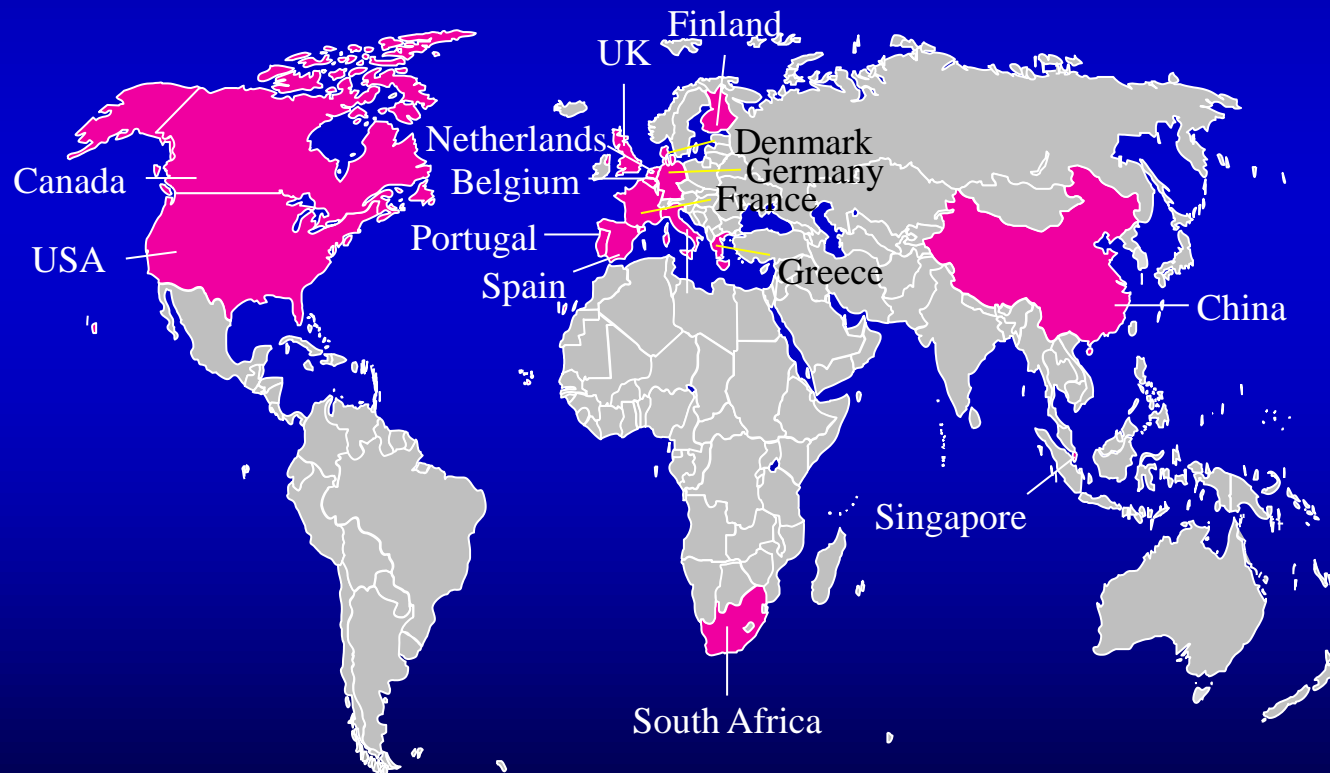 Finland
UK
Netherlands
Denmark
Germany
Belgium
Canada
France
Portugal
USA
Greece
Spain
China
Singapore
South Africa